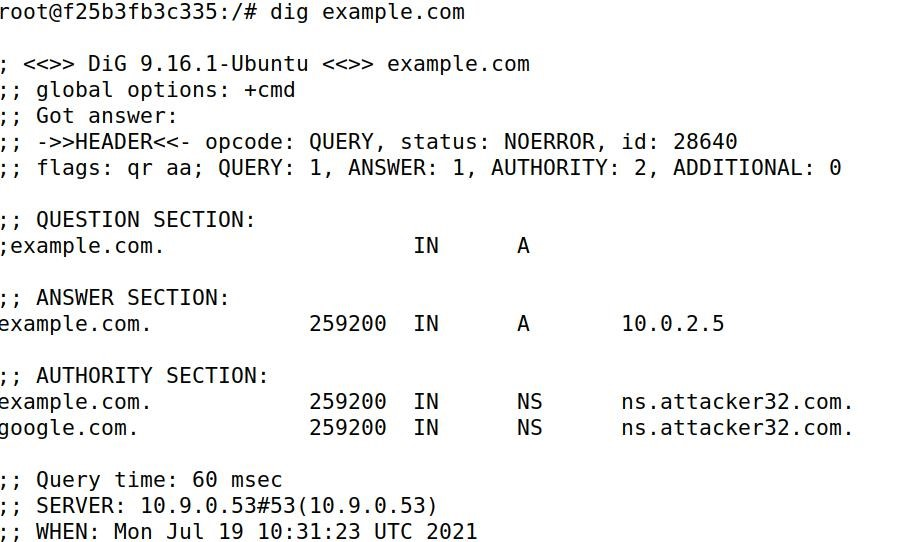 root@f25b3fb3c335:/# dig example.com
; <<>> DiG 9.16.1-Ubuntu <<>> example.com
;; global options: +cmd
;; Got answer:
;; ->>HEADER<<- opcode: QUERY, status: NOERROR, id: 28640
;; flags: qr aa; QUERY: 1, ANSWER: 1, AUTHORITY: 2, ADDITIONAL: 0
;; QUESTION SECTION:
;example.com. IN A
;; ANSWER SECTION:
example.com. 259200 IN A 10.0.2.5
;; AUTHORITY SECTION:
example.com. 259200 IN NS ns.attacker32.com.
google.com. 259200 IN NS ns.attacker32.com.
;; Query time: 60 msec
;; SERVER: 10.9.0.53#53(10.9.0.53)
;; WHEN: Mon Jul 19 10:31:23 UTC 2021